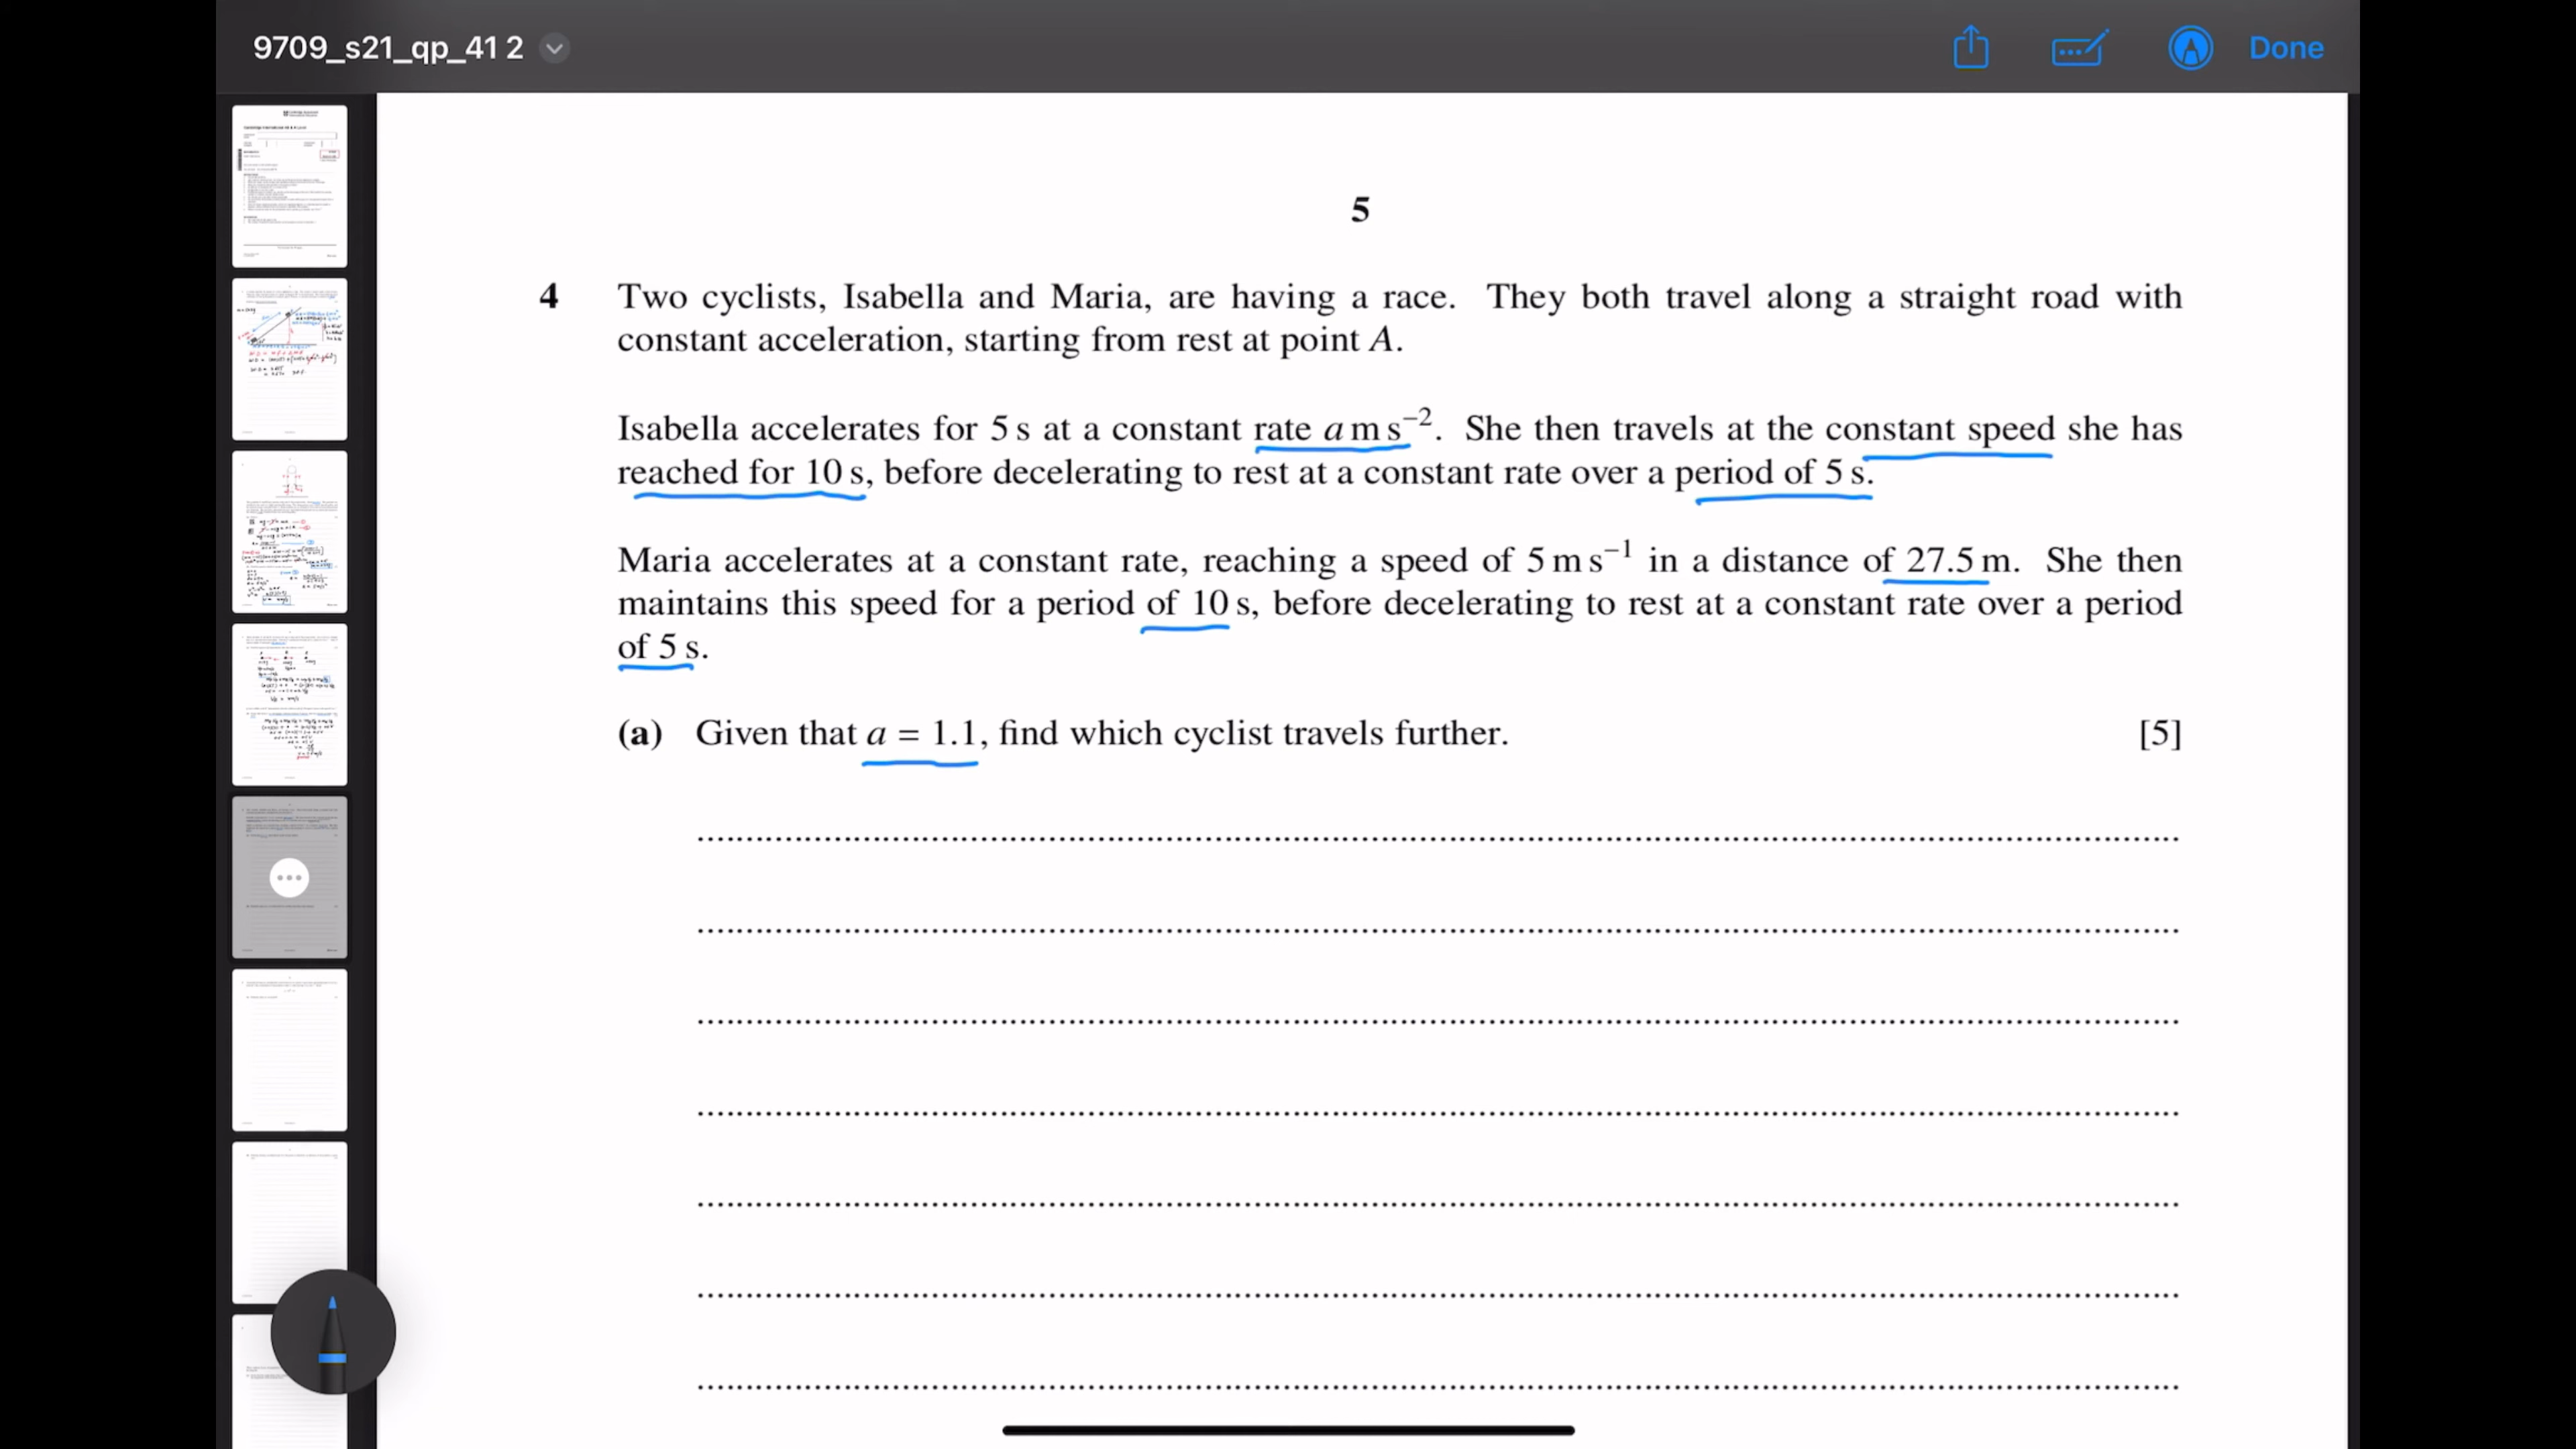 9709_s21_qp_41 2
Done
5
4 Two cyclists, Isabella and Maria, are having a race. They both travel along a straight road with
constant acceleration, starting from rest at point A.
Isabella accelerates for 5 s at a constant rate a m s⁻². She then travels at the constant speed she has
reached for 10 s, before decelerating to rest at a constant rate over a period of 5 s.
Maria accelerates at a constant rate, reaching a speed of 5 m s⁻¹ in a distance of 27.5 m. She then
maintains this speed for a period of 10 s, before decelerating to rest at a constant rate over a period
of 5 s.
(a) Given that a = 1.1, find which cyclist travels further. [5]